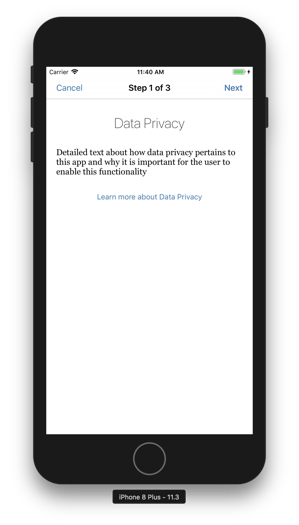 Carrier 11:40 AM
Cancel Step 1 of 3 Next
Data Privacy
Detailed text about how data privacy pertains to
this app and why it is important for the user to
enable this functionality
Learn more about Data Privacy
iPhone 8 Plus - 11.3